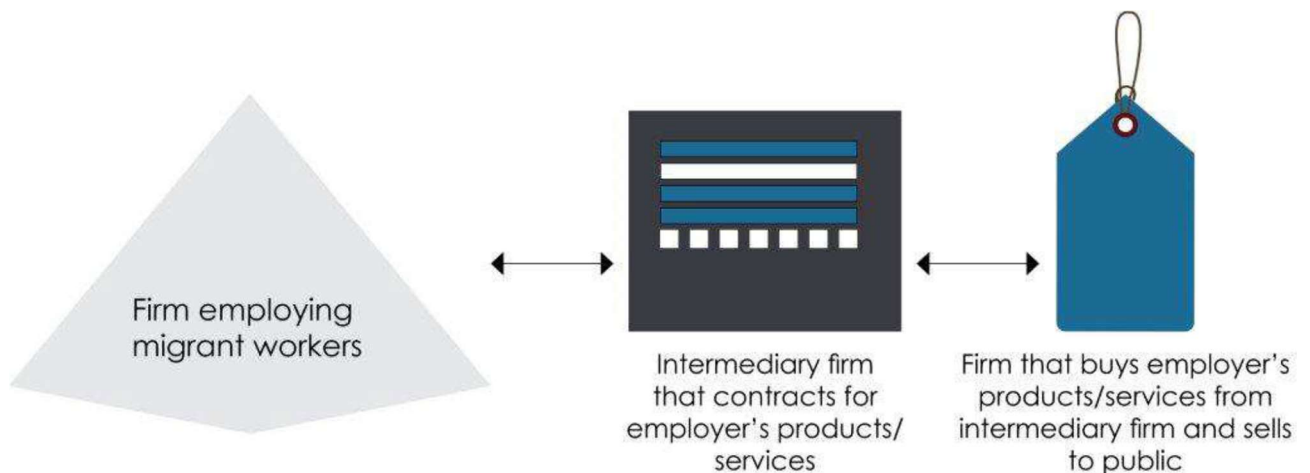 Firm employing
migrant workers
Intermediary firm
that contracts for
employer's products/
services
Firm that buys employer's
products/services from
intermediary firm and sells
to public